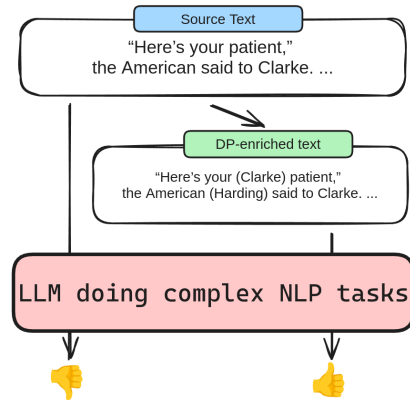 Source Text
“Here’s your patient,”
the American said to Clarke. ...
DP-enriched text
“Here’s your (Clarke) patient,”
the American (Harding) said to Clarke. ...
LLM doing complex NLP tasks